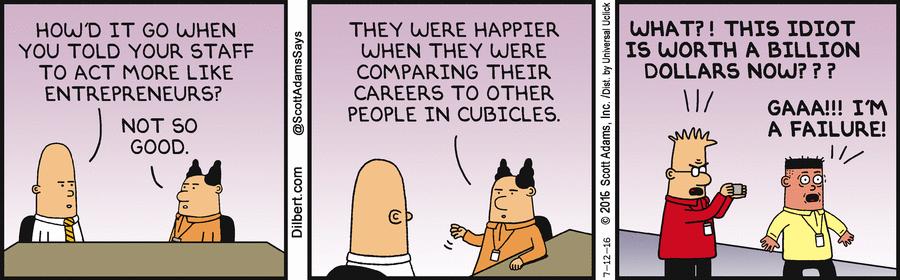 HOW'D IT GO WHEN
YOU TOLD YOUR STAFF
TO ACT MORE LIKE
ENTREPRENEURS?
NOT SO
GOOD.
Dilbert.com
@ScottAdamsSays
THEY WERE HAPPIER
WHEN THEY WERE
COMPARING THEIR
CAREERS TO OTHER
PEOPLE IN CUBICLES.
7-12-16 © 2016 Scott Adams, Inc. /Dist. by Universal Uclick
WHAT?! THIS IDIOT
IS WORTH A BILLION
DOLLARS NOW???
GAAA!!! I'M
A FAILURE!